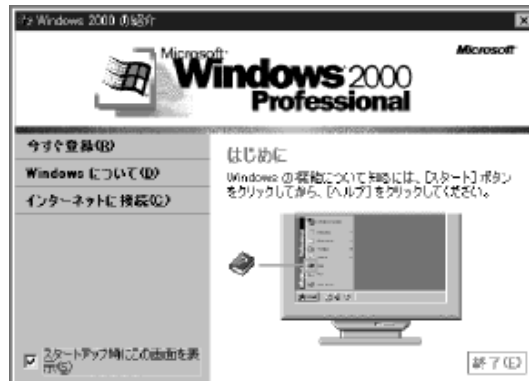 Windows 2000 の紹介
Microsoft
Microsoft
Windows 2000
Professional
今すぐ登録(R)
Windows について(D)
インターネットに接続(C)
はじめに
Windows の機能について知るには、[スタート] ボタン
をクリックしてから、[ヘルプ] をクリックしてください。
スタートアップ時にこの画面を表
示(S)
終了(E)